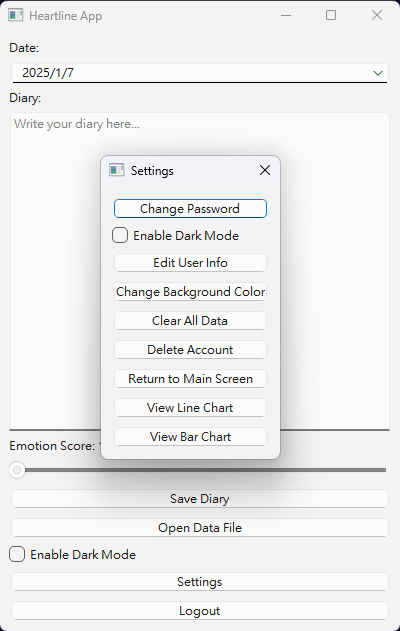 Heartline App
Date:
2025/1/7
Diary:
Write your diary here...
Settings
Change Password
Enable Dark Mode
Edit User Info
Change Background Color
Clear All Data
Delete Account
Return to Main Screen
View Line Chart
View Bar Chart
Emotion Score:
Save Diary
Open Data File
Enable Dark Mode
Settings
Logout